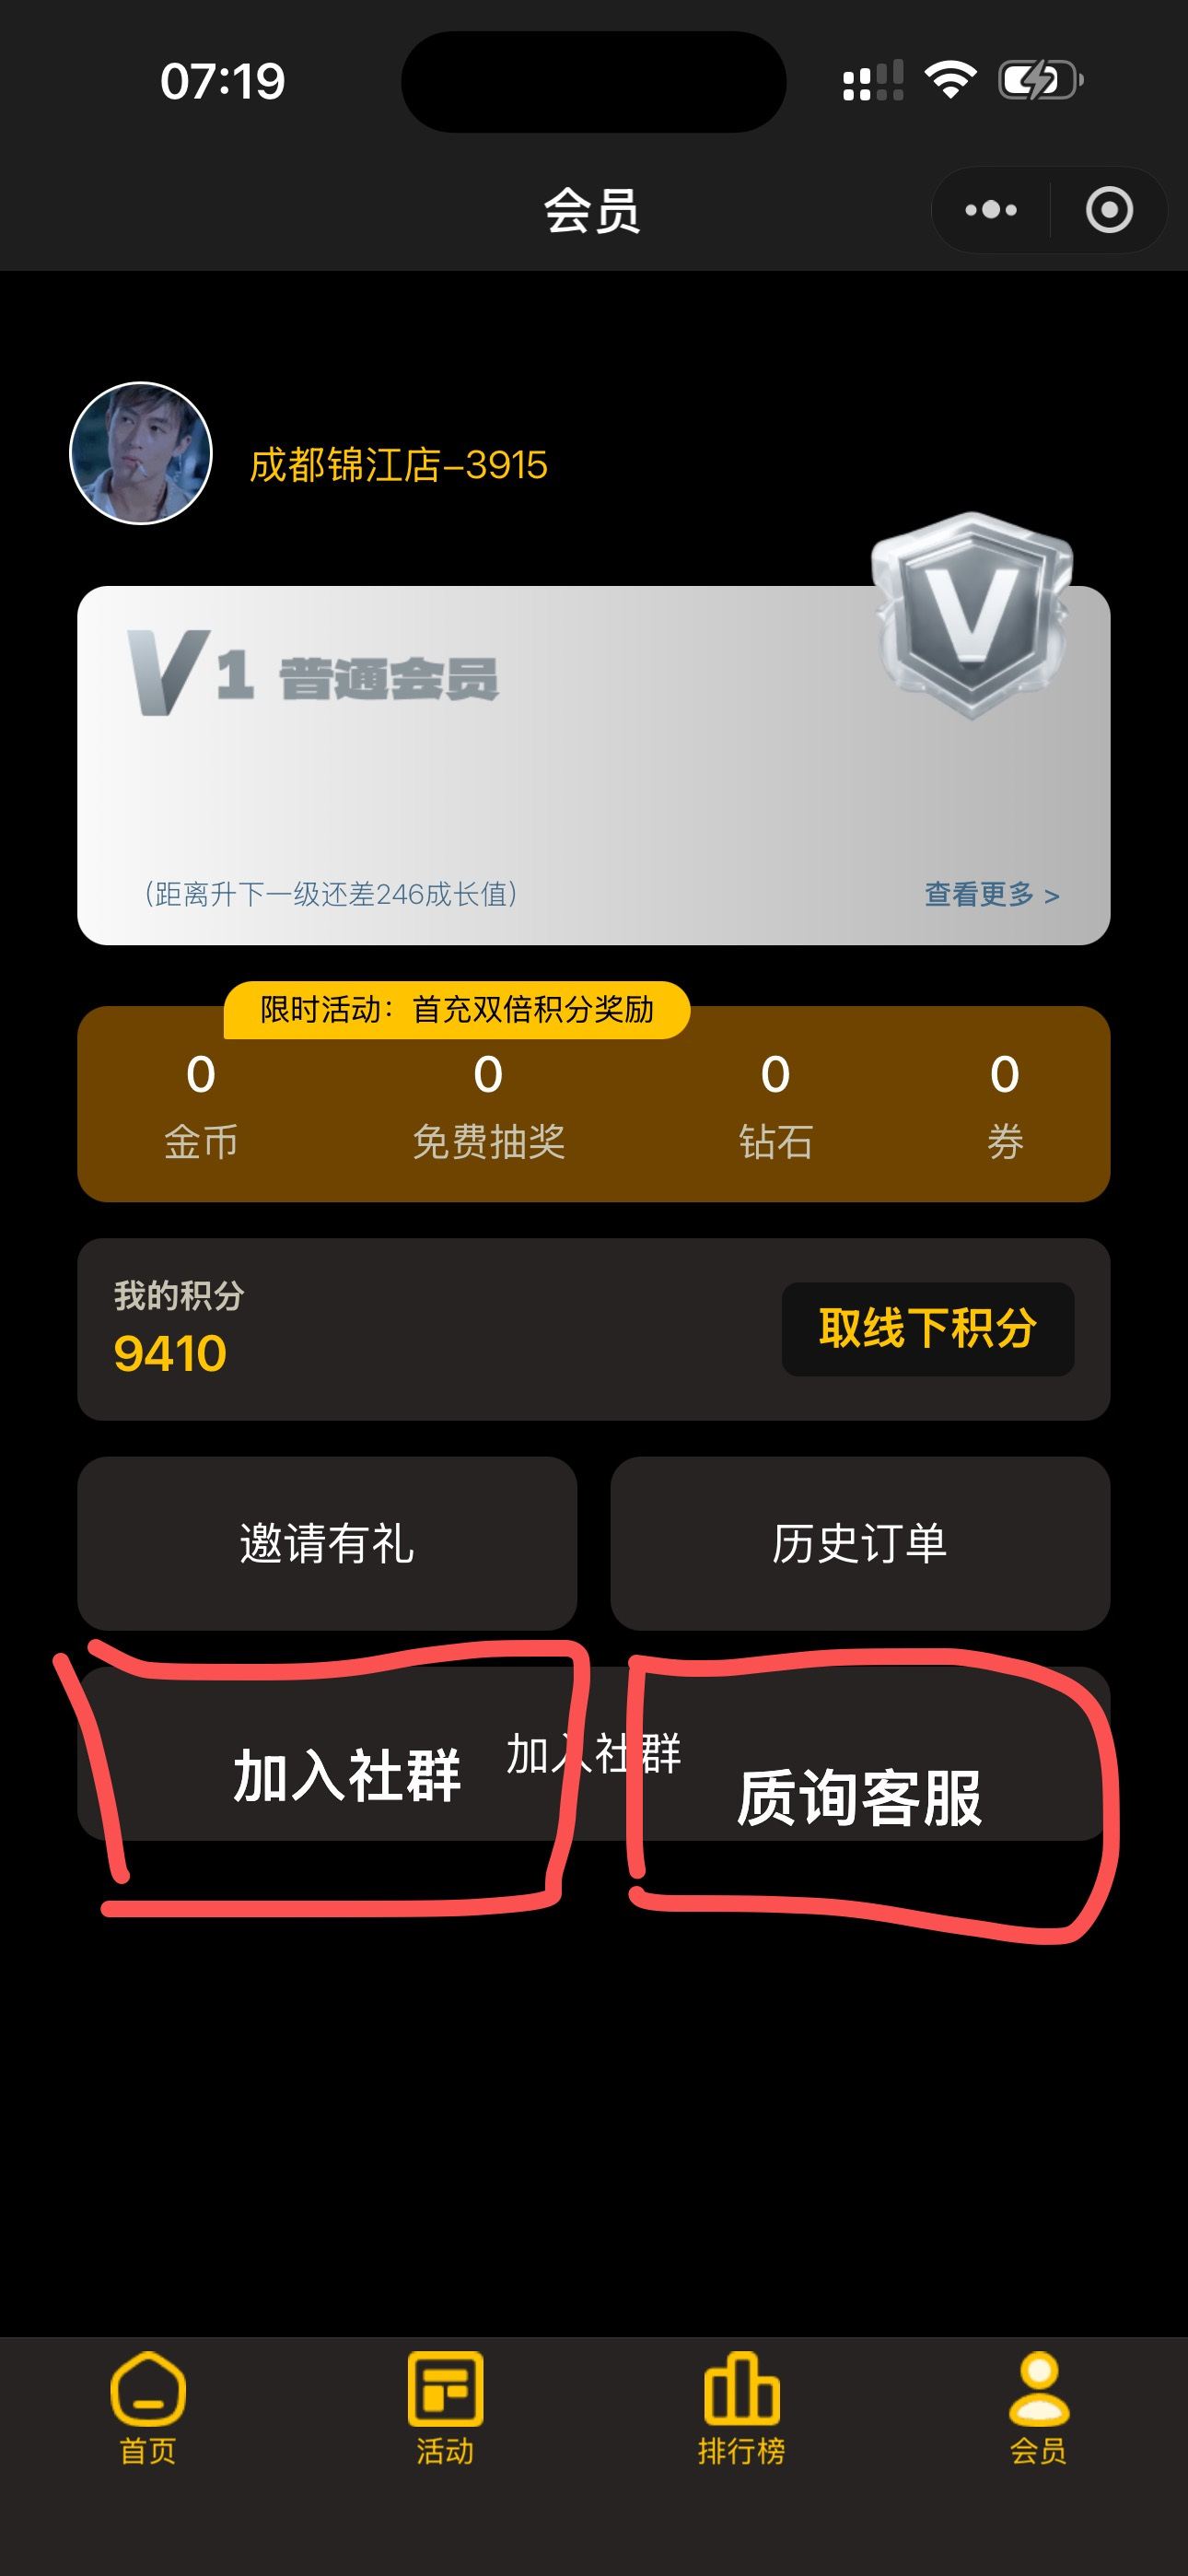 07:19
会员
成都锦江店-3915
V1 普通会员
V
(距离升下一级还差246成长值)
查看更多 >
限时活动：首充双倍积分奖励
0 0 0 0
金币 免费抽奖 钻石 券
我的积分
9410
取线下积分
邀请有礼 历史订单
加入社群
加入社群
质询客服
首页 活动 排行榜 会员